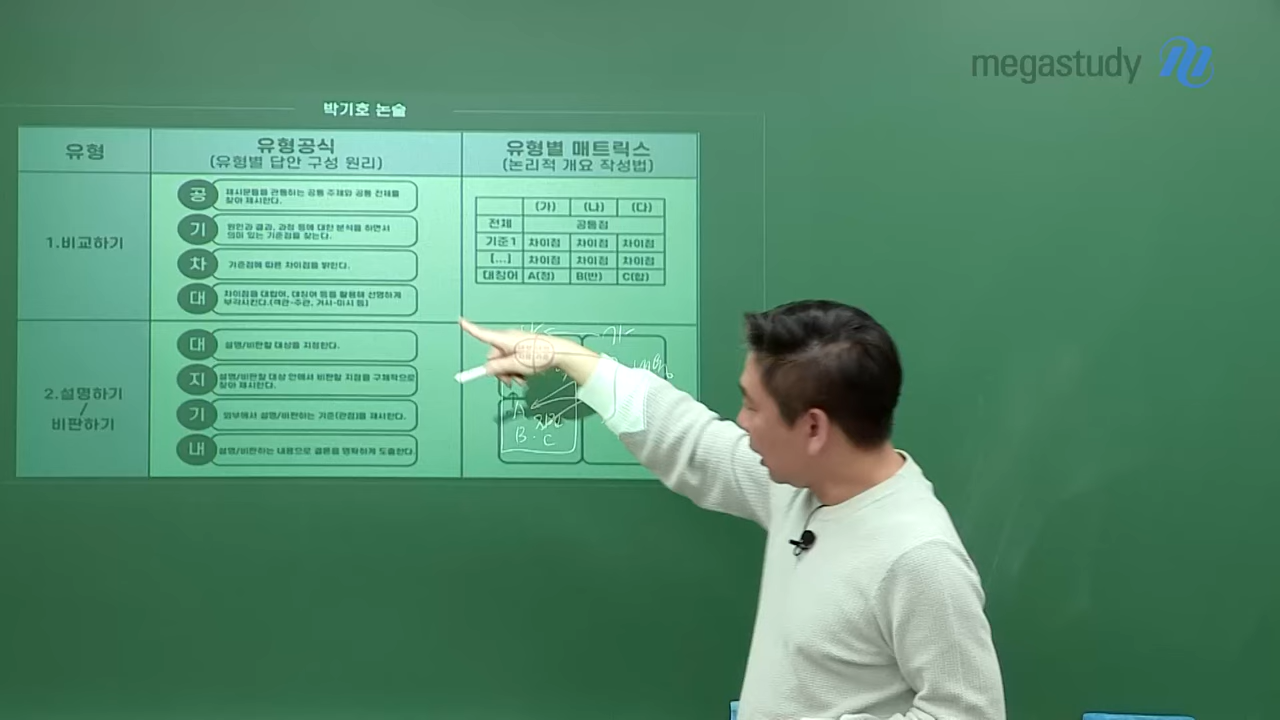 megastudy
박기호 논술
유형
유형공식
(유형별 답안 구성 원리)
유형별 매트릭스
(논리적 개요 작성법)
1.비교하기
공
제시문들을 관통하는 공통 주제와 공통 전제를
찾아 제시한다.
기
원인과 결과, 과정 등에 대한 분석을 하면서
의미 있는 기준점을 찾는다.
차
기준점에 따른 차이점을 밝힌다.
대
차이점을 대립어, 대칭어 등을 활용해 선명하게
부각시킨다.(객관-주관, 거시-미시 등)
(가) (나) (다)
전제 공통점
기준1 차이점 차이점 차이점
[...] 차이점 차이점 차이점
대칭어 A(정) B(반) C(합)
2.설명하기
/
비판하기
대
설명/비판할 대상을 지정한다.
지
설명/비판할 대상 안에서 비판할 지점을 구체적으로
찾아 제시한다.
기
외부에서 설명/비판하는 기준(관점)을 제시한다.
내
설명/비판하는 내용으로 결론을 명확하게 도출한다.
가
A
B. C